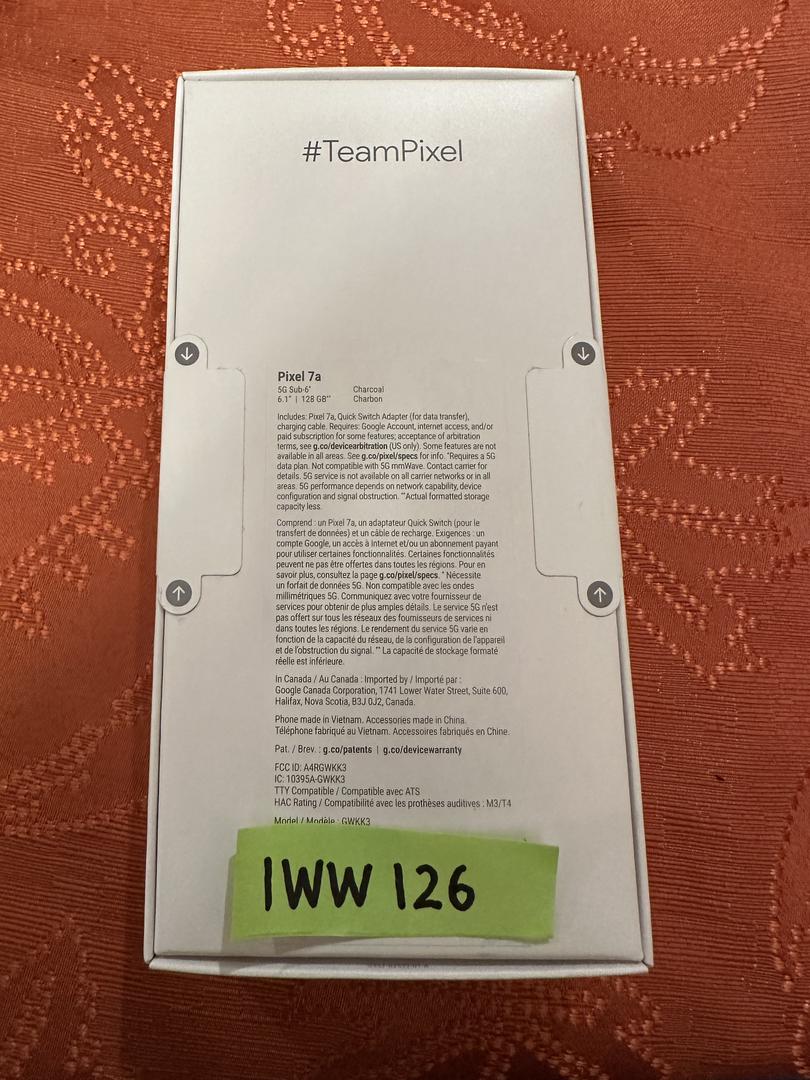 #TeamPixel
Pixel 7a
5G Sub-6* Charcoal
6.1" | 128 GB** Charbon
Includes: Pixel 7a, Quick Switch Adapter (for data transfer),
charging cable. Requires: Google Account, internet access, and/or
paid subscription for some features; acceptance of arbitration
terms, see g.co/devicearbitration (US only). Some features are not
available in all areas. See g.co/pixel/specs for info. *Requires a 5G
data plan. Not compatible with 5G mmWave. Contact carrier for
details. 5G service is not available on all carrier networks or in all
areas. 5G performance depends on network capability, device
configuration and signal obstruction. **Actual formatted storage
capacity less.
Comprend : un Pixel 7a, un adaptateur Quick Switch (pour le
transfert de données) et un câble de recharge. Exigences : un
compte Google, un accès à Internet et/ou un abonnement payant
pour utiliser certaines fonctionnalités. Certaines fonctionnalités
peuvent ne pas être offertes dans toutes les régions. Pour en
savoir plus, consultez la page g.co/pixel/specs. * Nécessite
un forfait de données 5G. Non compatible avec les ondes
millimétriques 5G. Communiquez avec votre fournisseur de
services pour obtenir de plus amples détails. Le service 5G n'est
pas offert sur tous les réseaux des fournisseurs de services ni
dans toutes les régions. Le rendement du service 5G varie en
fonction de la capacité du réseau, de la configuration de l'appareil
et de l'obstruction du signal. ** La capacité de stockage formaté
réelle est inférieure.
In Canada / Au Canada : Imported by / Importé par :
Google Canada Corporation, 1741 Lower Water Street, Suite 600,
Halifax, Nova Scotia, B3J 0J2, Canada.
Phone made in Vietnam. Accessories made in China.
Téléphone fabriqué au Vietnam. Accessoires fabriqués en Chine.
Pat. / Brev. : g.co/patents | g.co/devicewarranty
FCC ID: A4RGWKK3
IC: 10395A-GWKK3
TTY Compatible / Compatible avec ATS
HAC Rating / Compatibilité avec les prothèses auditives : M3/T4
Model / Modèle : GWKK3
1WW 126